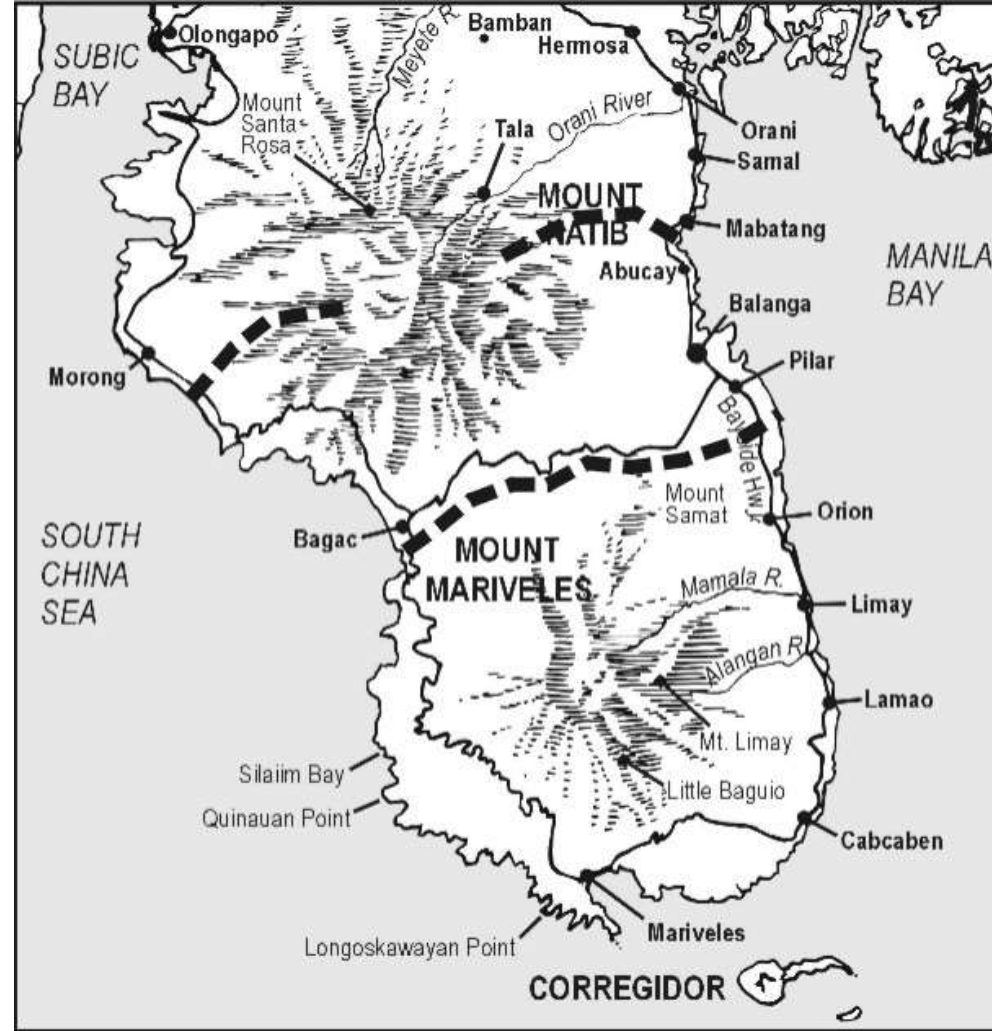 Olongapo
Bamban
Hermosa
SUBIC
BAY
Meyete R.
Mount
Santa
Rosa
Tala
Orani River
Orani
Samal
MOUNT
NATIB
Mabatang
Abucay
MANILA
BAY
Balanga
Morong
Pilar
Bayside Hwy.
Mount
Samat
Orion
Bagac
SOUTH
CHINA
SEA
MOUNT
MARIVELES
Mamala R.
Limay
Alangan R
Lamao
Mt. Limay
Silaiim Bay
Little Baguio
Quinauan Point
Cabcaben
Mariveles
Longoskawayan Point
CORREGIDOR